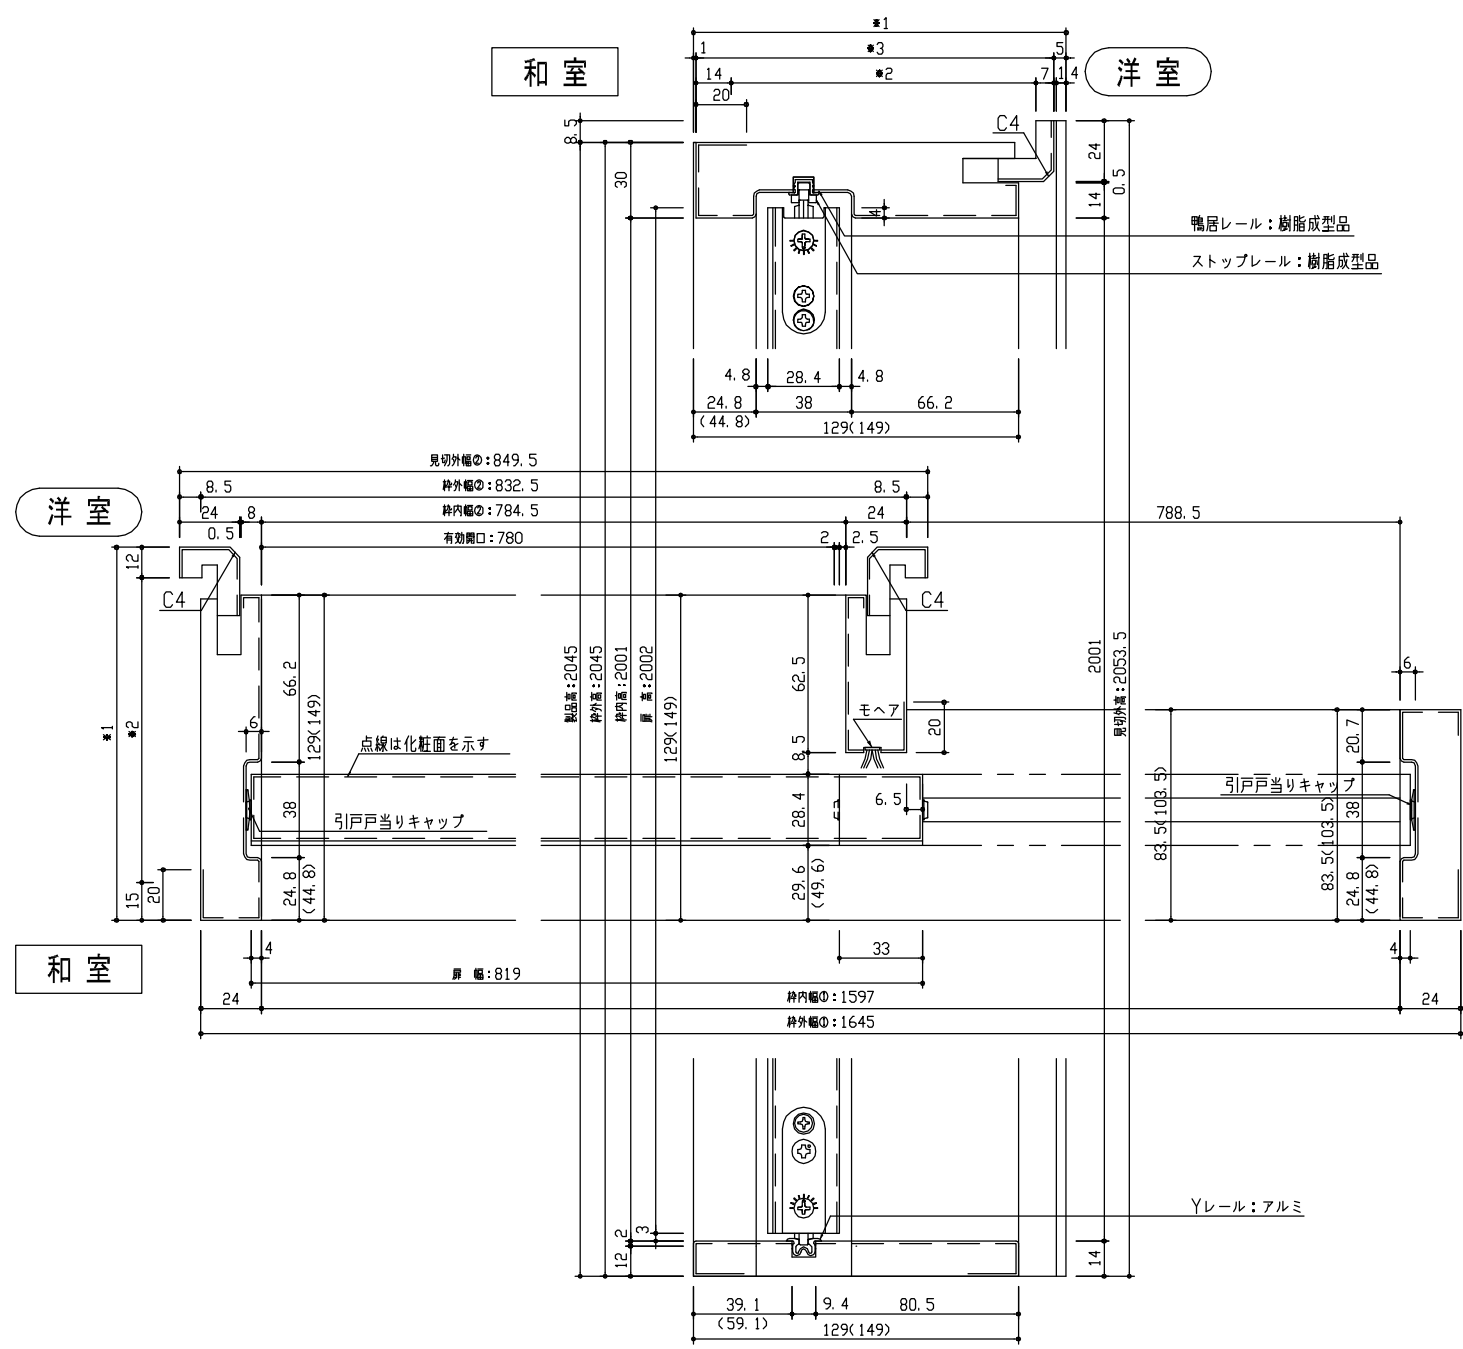 ※1
1
※3
5
和室
14
※2
7
1
4
洋室
20
8.5
C4
24
0.5
30
14
4
鴨居レール：樹脂成型品
ストップレール：樹脂成型品
4.8
28.4
4.8
24.8
38
66.2
(44.8)
129(149)
見切外幅②：849.5
8.5
枠外幅②：832.5
8.5
洋室
24
8
枠内幅②：784.5
24
788.5
0.5
有効開口：780
2
2.5
12
C4
C4
製品高：2045
枠外高：2045
枠内高：2001
扉 高：2002
2001
見切外高：2053.5
66.2
129(149)
129(149)
62.5
6
※1
※2
6
モヘア
20
20.7
点線は化粧面を示す
8.5
引戸戸当りキャップ
38
引戸戸当りキャップ
28.4
6.5
83.5(103.5)
83.5(103.5)
38
15
20
24.8
(44.8)
29.6
(49.6)
24.8
(44.8)
和室
4
33
4
扉 幅：819
24
枠内幅①：1597
24
枠外幅①：1645
Yレール：アルミ
2
3
12
14
39.1
9.4
80.5
(59.1)
129(149)